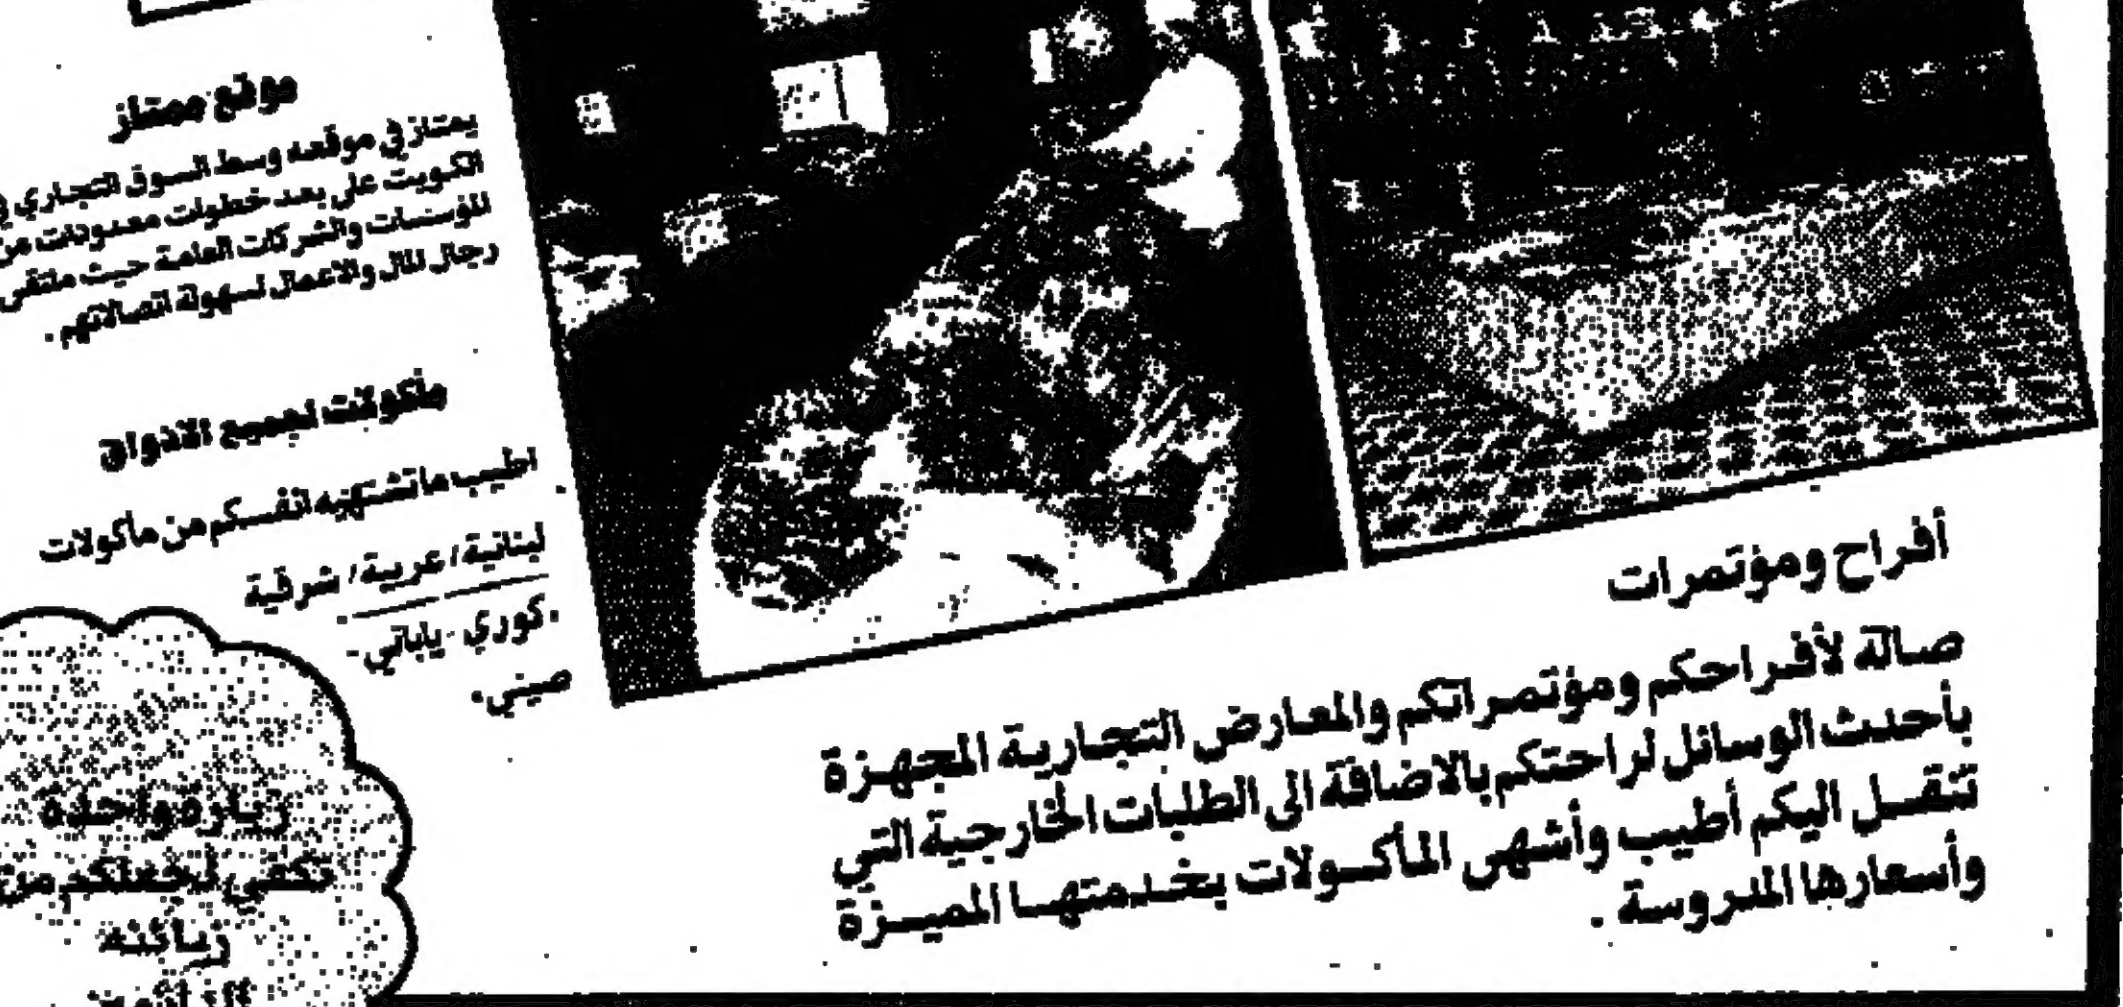 موقع ممتاز
يمتاز في موقعه وسط السوق التجاري في
الكويت على بعد خطوات معدودات من
المؤسسات والشركات العامة حيث ملتقى
رجال المال والاعمال لسهولة اتصالاتهم .
مأكولات لجميع الاذواق
اطيب ما تشتهيه انفسكم من مأكولات
لبنانية / عربية / شرقية
. كوري - ياباني -
صيني .
أفراح ومؤتمرات
صالة لأفراحكم ومؤتمراتكم والمعارض التجارية المجهزة
بأحدث الوسائل لراحتكم بالاضافة الى الطلبات الخارجية التي
تنقل اليكم أطيب وأشهى المأكولات بخدمتها المميزة
وأسعارها المدروسة .
زيارة واحدة
تكفي لجعلكم من
زبائنه